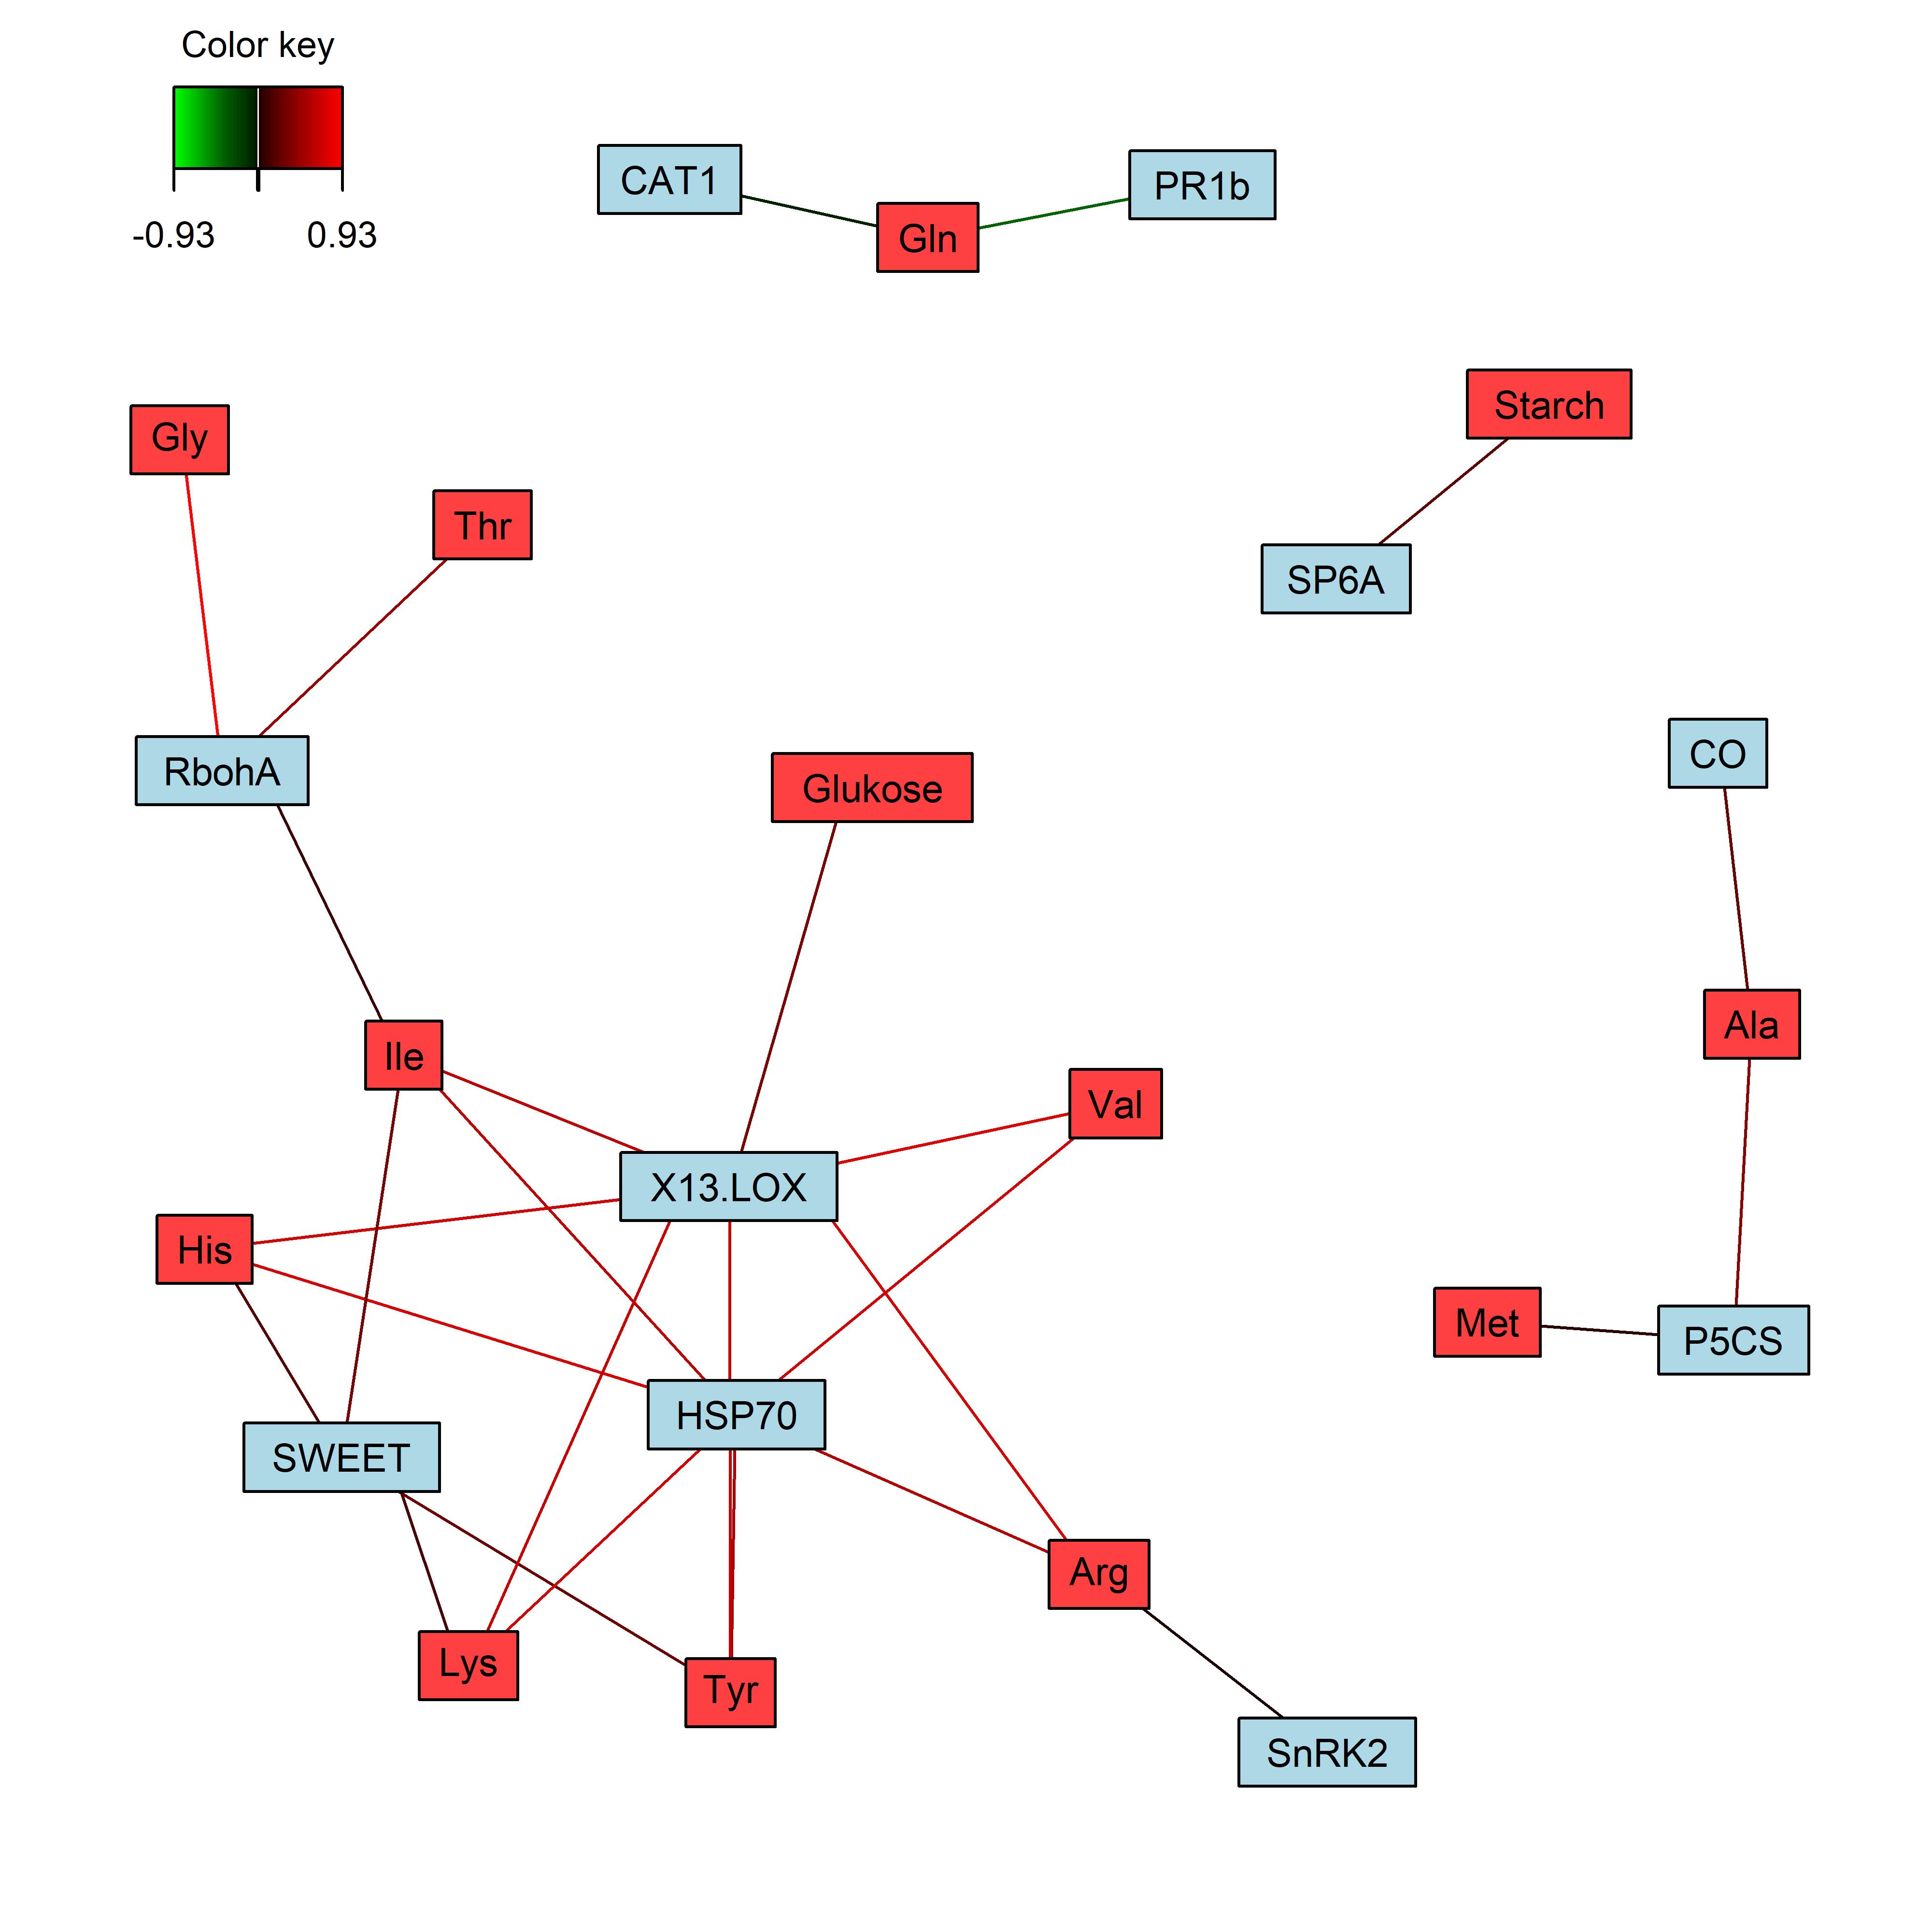 Color key
-0.93 0.93
CAT1
PR1b
Gln
Starch
Gly
Thr
SP6A
CO
RbohA
Glukose
Ala
Ile
Val
X13.LOX
His
Met
P5CS
HSP70
SWEET
Arg
Lys
Tyr
SnRK2